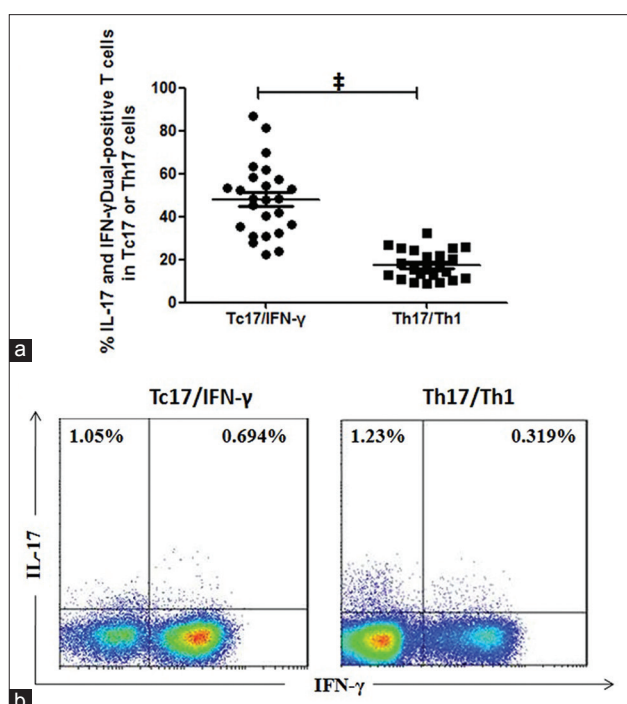 % IL-17 and IFN-γDual-positive T cells
in Tc17 or Th17 cells
100
80
60
40
20
0
‡
Tc17/IFN-γ
Th17/Th1
a
Tc17/IFN-γ
Th17/Th1
1.05%
0.694%
1.23%
0.319%
IL-17
IFN-γ
b